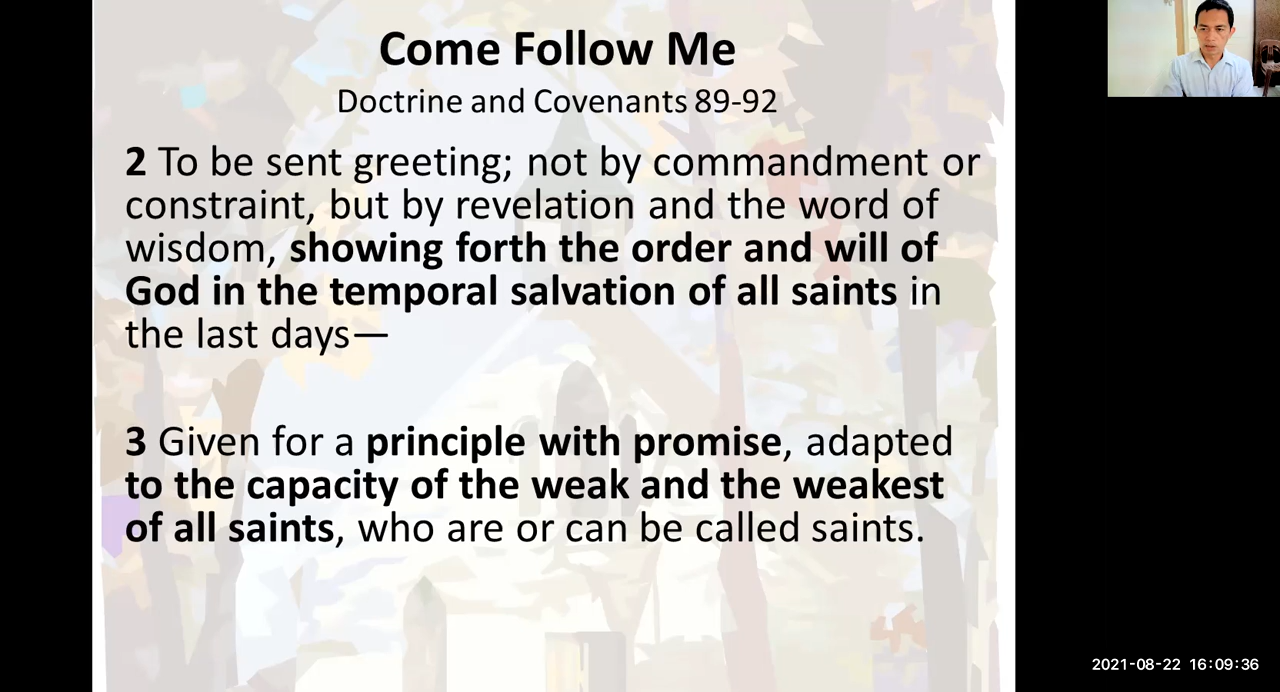 Come Follow Me
Doctrine and Covenants 89-92
2 To be sent greeting; not by commandment or
constraint, but by revelation and the word of
wisdom, showing forth the order and will of
God in the temporal salvation of all saints in
the last days—
3 Given for a principle with promise, adapted
to the capacity of the weak and the weakest
of all saints, who are or can be called saints.
2021-08-22 16:09:36